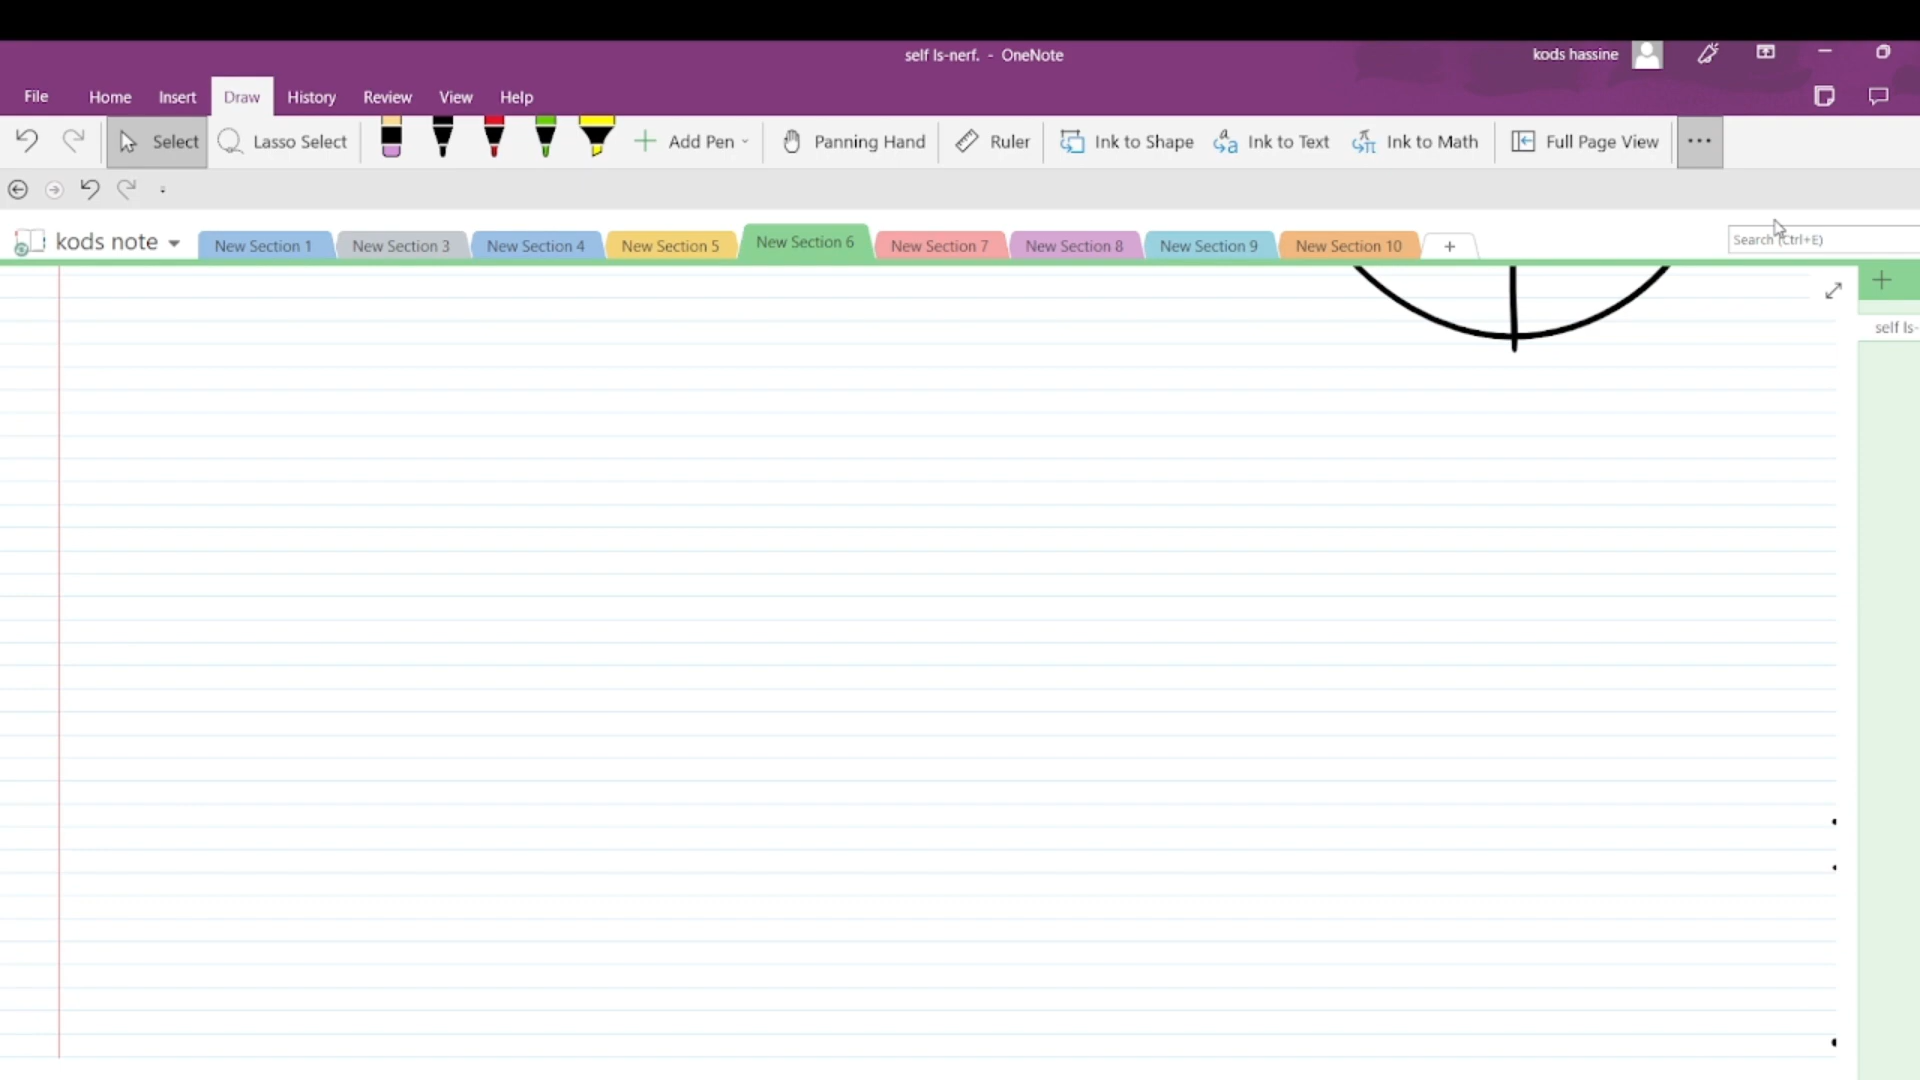 self ls-nerf. - OneNote
kods hassine
File Home Insert Draw History Review View Help
Select Lasso Select Add Pen Panning Hand Ruler Ink to Shape Ink to Text Ink to Math Full Page View
kods note New Section 1 New Section 3 New Section 4 New Section 5 New Section 6 New Section 7 New Section 8 New Section 9 New Section 10 +
Search (Ctrl+E)
self ls-